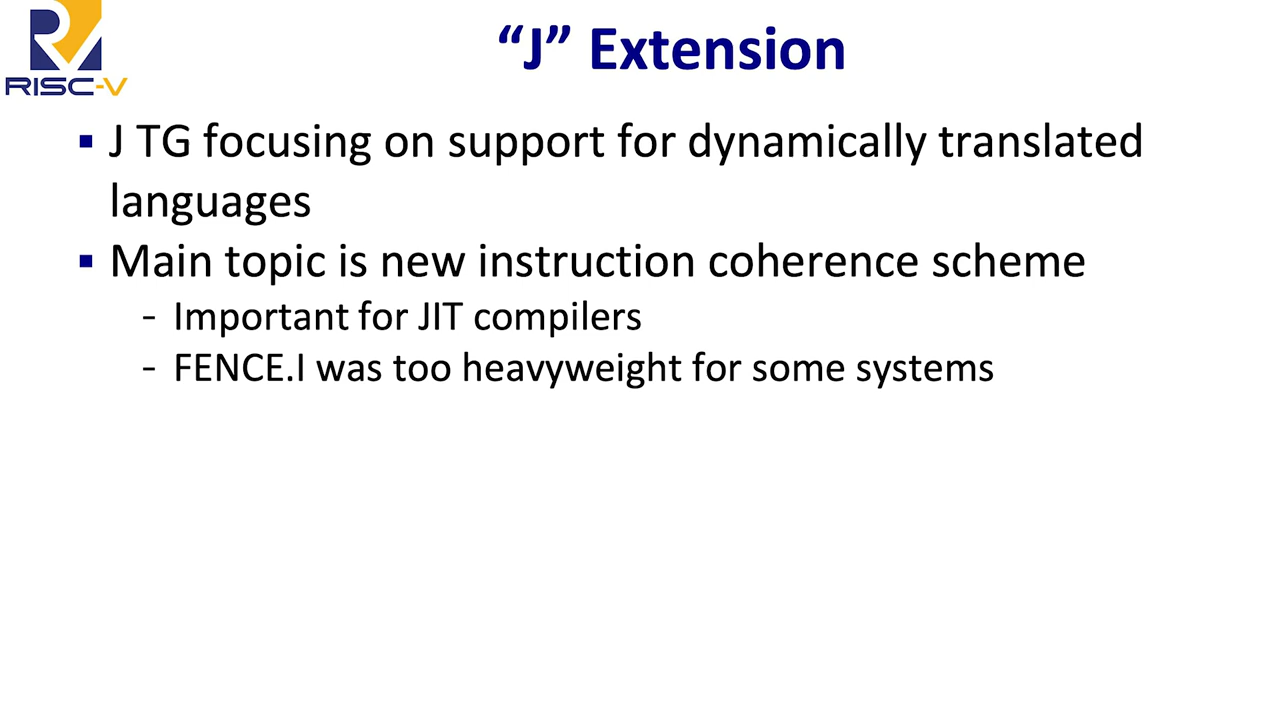 RISC-V
“J” Extension
▪ J TG focusing on support for dynamically translated
languages
▪ Main topic is new instruction coherence scheme
- Important for JIT compilers
- FENCE.I was too heavyweight for some systems